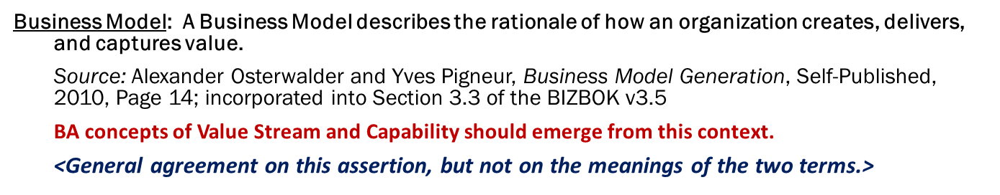 Business Model:  A Business Model describes the rationale of how an organization creates, delivers,
and captures value.
Source: Alexander Osterwalder and Yves Pigneur, Business Model Generation, Self-Published,
2010, Page 14; incorporated into Section 3.3 of the BIZBOK v3.5
BA concepts of Value Stream and Capability should emerge from this context.
<General agreement on this assertion, but not on the meanings of the two terms.>